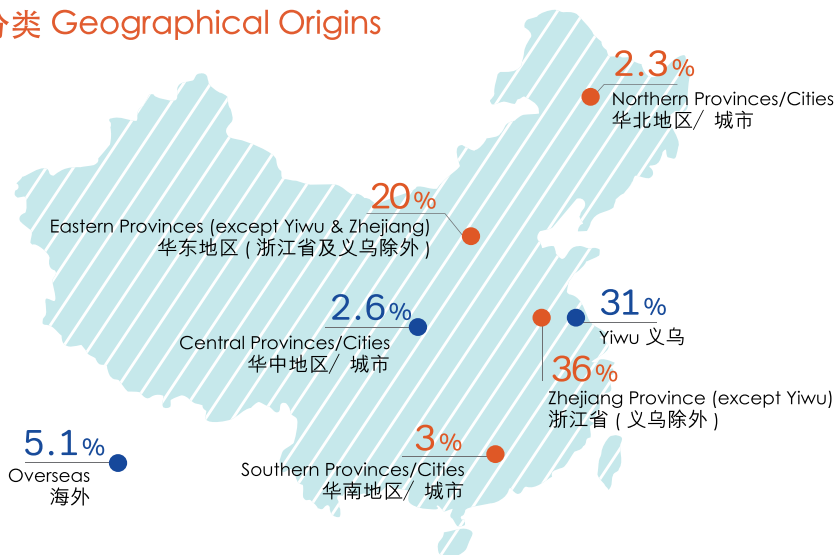 分类 Geographical Origins
2.3%
Northern Provinces/Cities
华北地区/ 城市
20%
Eastern Provinces (except Yiwu & Zhejiang)
华东地区 ( 浙江省及义乌除外 )
2.6%
Central Provinces/Cities
华中地区/ 城市
31%
Yiwu 义乌
36%
Zhejiang Province (except Yiwu)
浙江省 ( 义乌除外 )
3%
Southern Provinces/Cities
华南地区/ 城市
5.1%
Overseas
海外